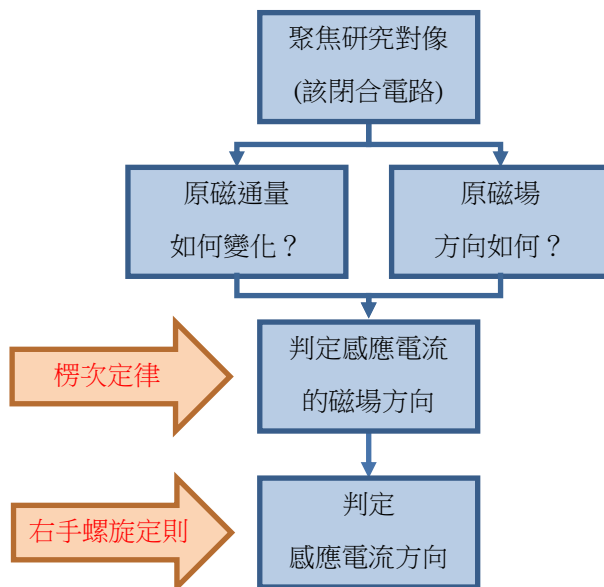 聚焦研究對像
(該閉合電路)
原磁通量
如何變化？
原磁場
方向如何？
楞次定律
判定感應電流
的磁場方向
右手螺旋定則
判定
感應電流方向